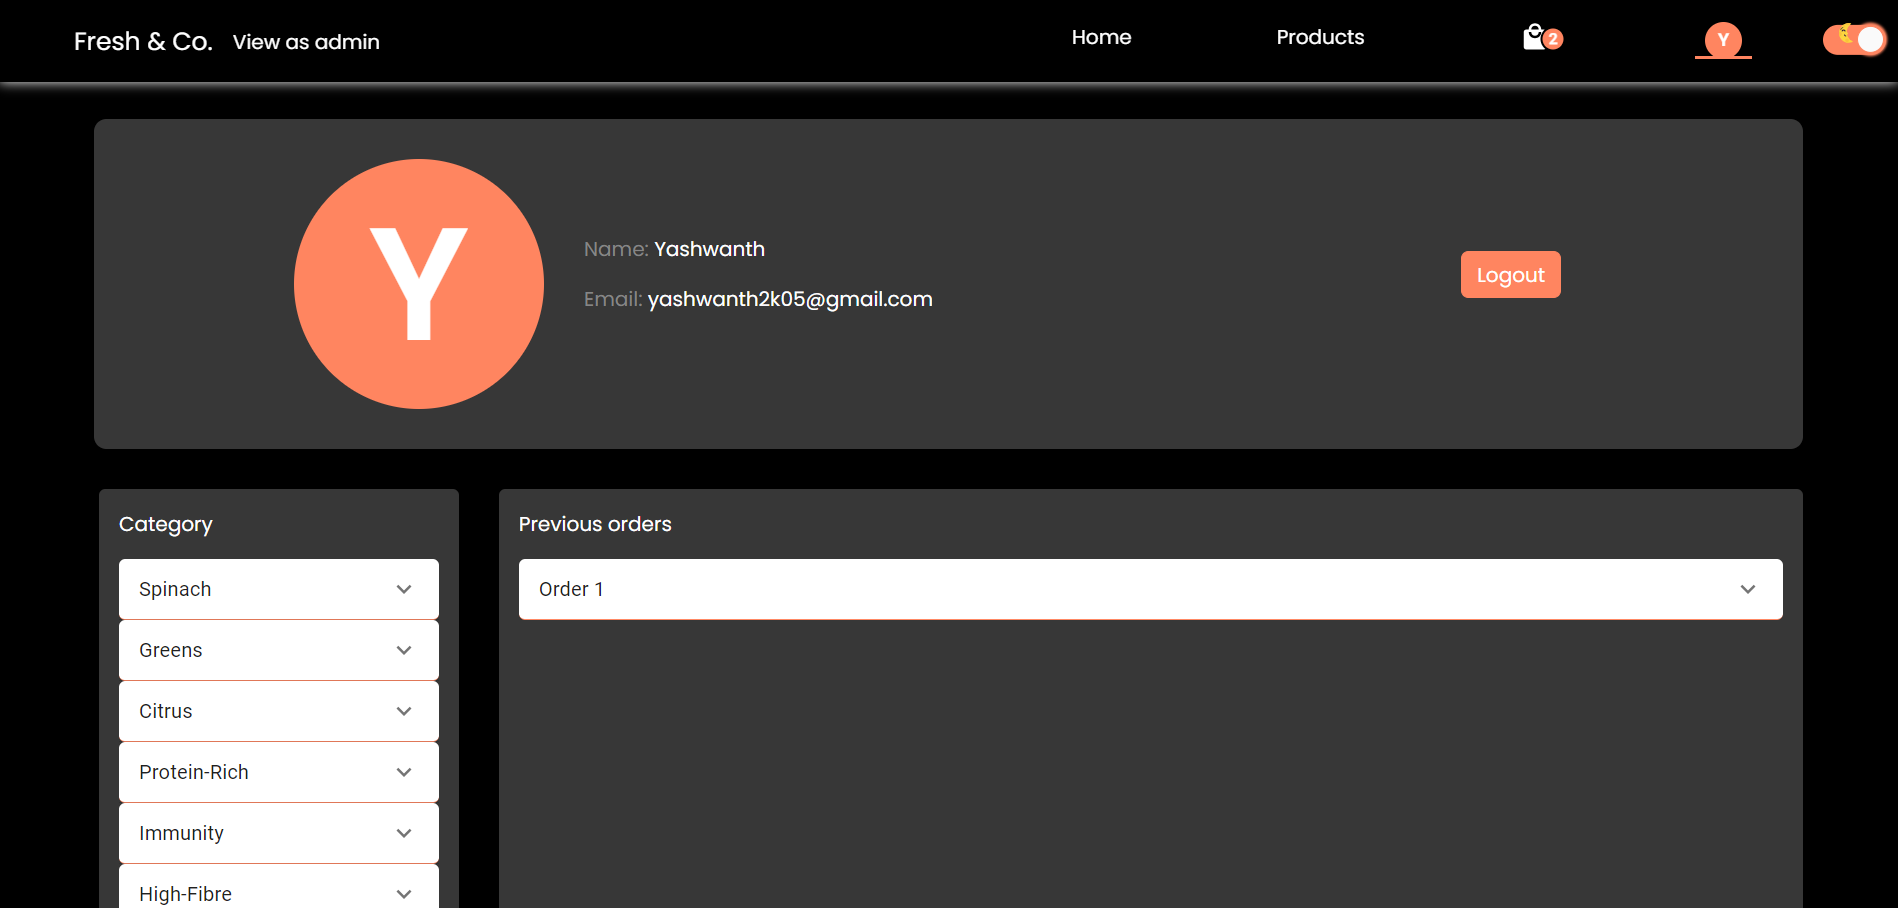 Fresh & Co. View as admin Home Products 2 Y
Y
Name: Yashwanth
Email: yashwanth2k05@gmail.com
Logout
Category
Spinach
Greens
Citrus
Protein-Rich
Immunity
High-Fibre
Previous orders
Order 1